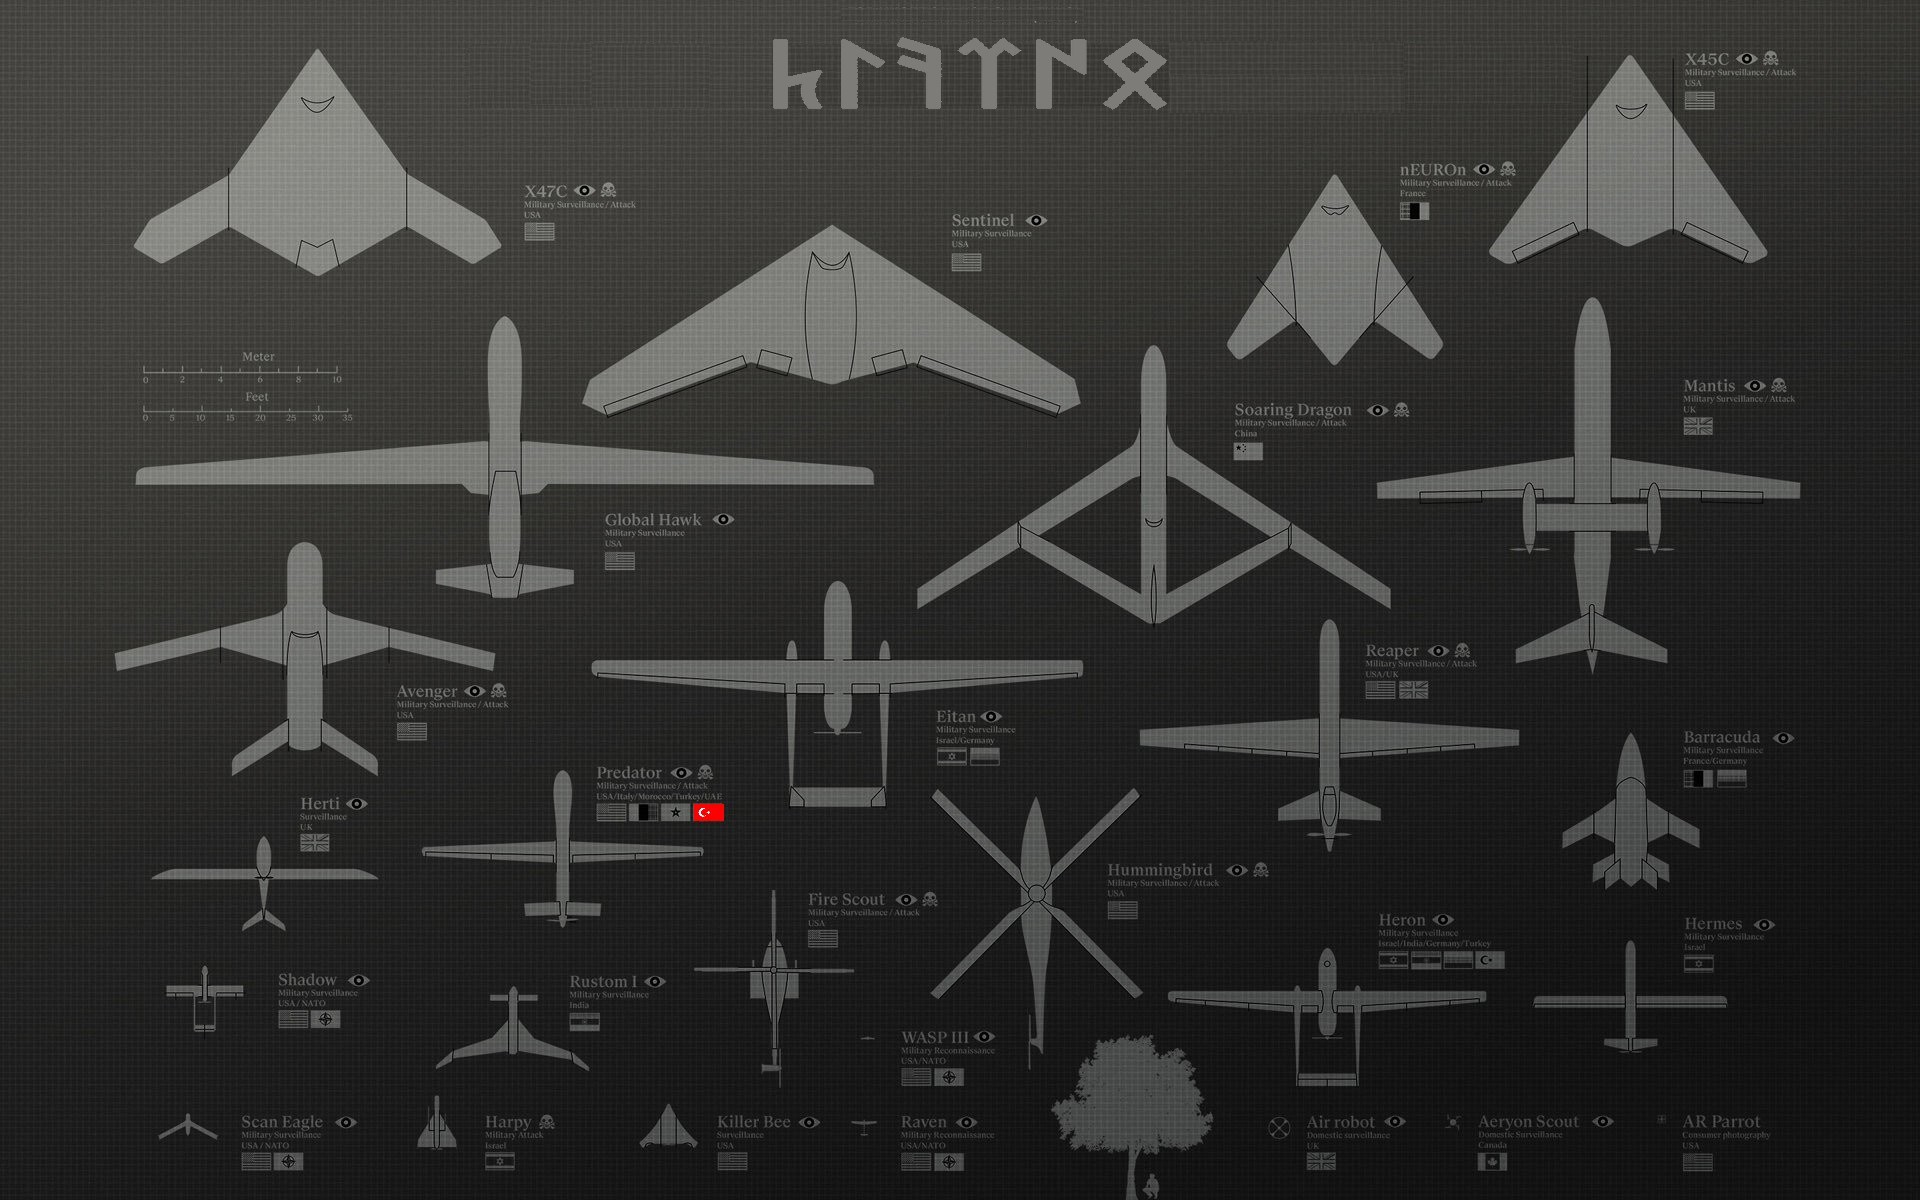 X45C
Military Surveillance / Attack
USA
nEUROn
Military Surveillance / Attack
France
X47C
Military Surveillance / Attack
USA
Sentinel
Military Surveillance
USA
Meter
0 2 4 6 8 10
Feet
0 5 10 15 20 25 30 35
Mantis
Military Surveillance / Attack
UK
Soaring Dragon
Military Surveillance / Attack
China
Global Hawk
Military Surveillance
USA
Reaper
Military Surveillance / Attack
USA/UK
Avenger
Military Surveillance / Attack
USA
Eitan
Military Surveillance
Israel/Germany
Barracuda
Military Surveillance
France/Germany
Predator
Military Surveillance / Attack
USA/Italy/Morocco/Turkey/UAE
Herti
Surveillance
UK
Hummingbird
Military Surveillance / Attack
USA
Fire Scout
Military Surveillance / Attack
USA
Heron
Military Surveillance
Israel/India/Germany/Turkey
Hermes
Military Surveillance
Israel
Shadow
Military Surveillance
USA / NATO
Rustom I
Military Surveillance
India
WASP III
Military Reconnaissance
USA/NATO
Scan Eagle
Military Surveillance
USA / NATO
Harpy
Military Attack
Israel
Killer Bee
Surveillance
USA
Raven
Military Reconnaissance
USA/NATO
Air robot
Domestic surveillance
UK
Aeryon Scout
Domestic Surveillance
Canada
AR Parrot
Consumer photography
USA